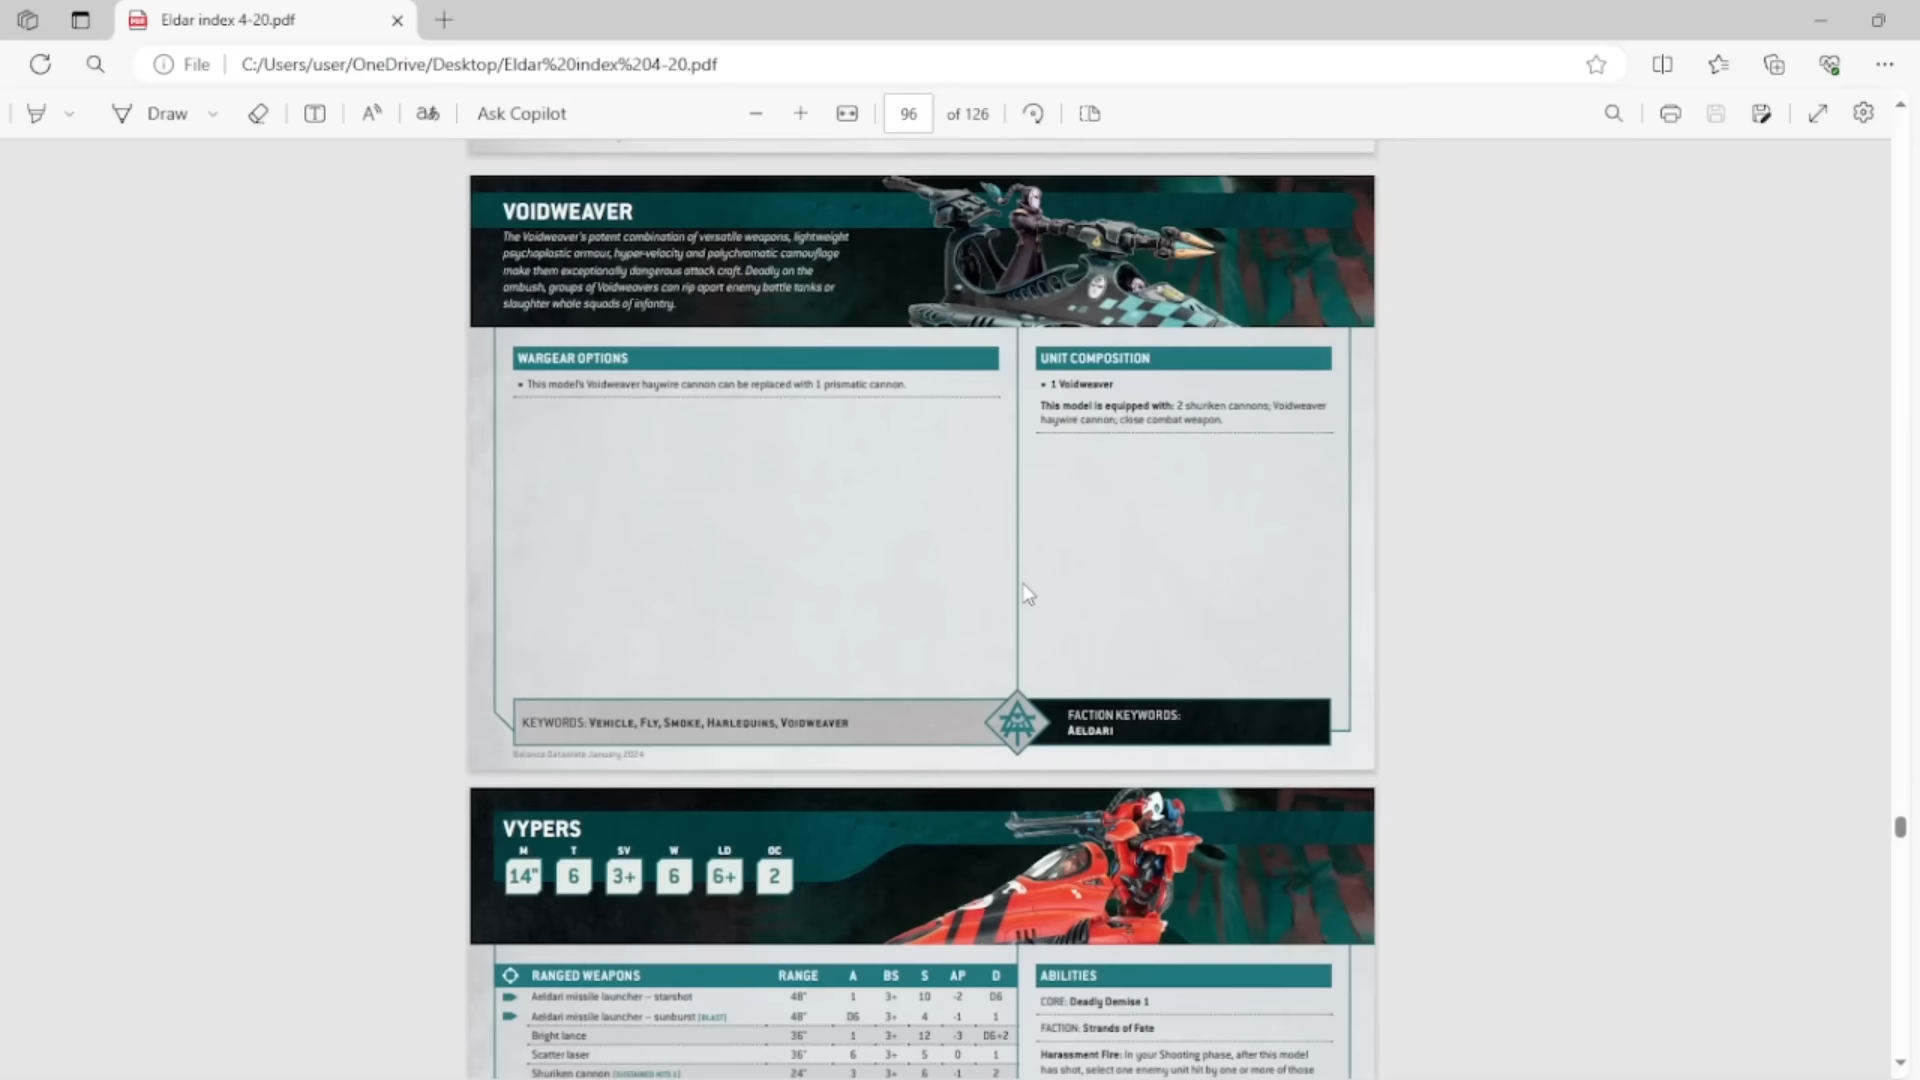 Eldar index 4-20.pdf
File
C:/Users/user/OneDrive/Desktop/Eldar%20index%204-20.pdf
Draw
Ask Copilot
96
of 126
VOIDWEAVER
The Voidweaver's potent combination of versatile weapons, lightweight
psychoplastic armour, hyper-velocity and polychromatic camouflage
make them exceptionally dangerous attack craft. Deadly on the
ambush, groups of Voidweavers can rip apart enemy battle tanks or
slaughter whole squads of infantry.
WARGEAR OPTIONS
▪ This model's Voidweaver haywire cannon can be replaced with 1 prismatic cannon.
UNIT COMPOSITION
▪ 1 Voidweaver
This model is equipped with: 2 shuriken cannons; Voidweaver
haywire cannon; close combat weapon.
KEYWORDS: VEHICLE, FLY, SMOKE, HARLEQUINS, VOIDWEAVER
FACTION KEYWORDS:
AELDARI
Balance Dataslate January 2024
VYPERS
M T SV W LD OC
14" 6 3+ 6 6+ 2
RANGED WEAPONS RANGE A BS S AP D
Aeldari missile launcher – starshot 48" 1 3+ 10 -2 D6
Aeldari missile launcher – sunburst [BLAST] 48" D6 3+ 4 -1 1
Bright lance 36" 1 3+ 12 -3 D6+2
Scatter laser 36" 6 3+ 5 0 1
Shuriken cannon [SUSTAINED HITS 1] 24" 3 3+ 6 -1 2
ABILITIES
CORE: Deadly Demise 1
FACTION: Strands of Fate
Harassment Fire: In your Shooting phase, after this model
has shot, select one enemy unit hit by one or more of those